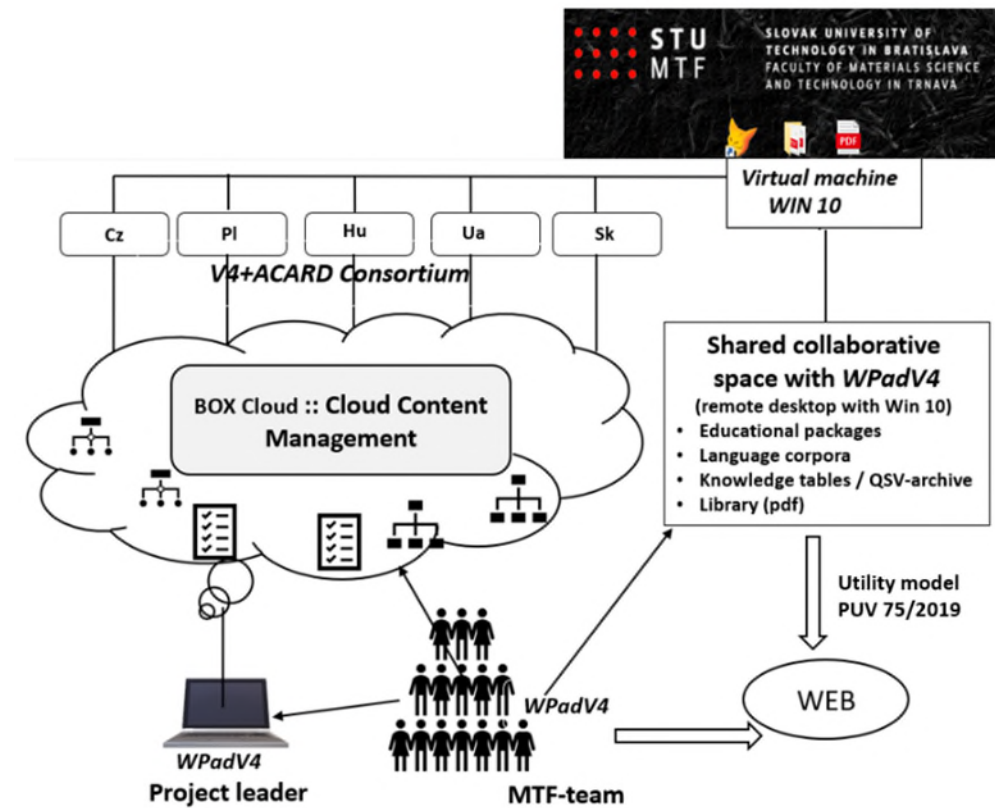 STU
MTF
SLOVAK UNIVERSITY OF
TECHNOLOGY IN BRATISLAVA
FACULTY OF MATERIALS SCIENCE
AND TECHNOLOGY IN TRNAVA
PDF
Virtual machine
WIN 10
Cz
Pl
Hu
Ua
Sk
V4+ACARD Consortium
BOX Cloud :: Cloud Content
Management
Shared collaborative
space with WPadV4
(remote desktop with Win 10)
• Educational packages
• Language corpora
• Knowledge tables / QSV-archive
• Library (pdf)
Utility model
PUV 75/2019
WEB
WPadV4
WPadV4
Project leader
MTF-team